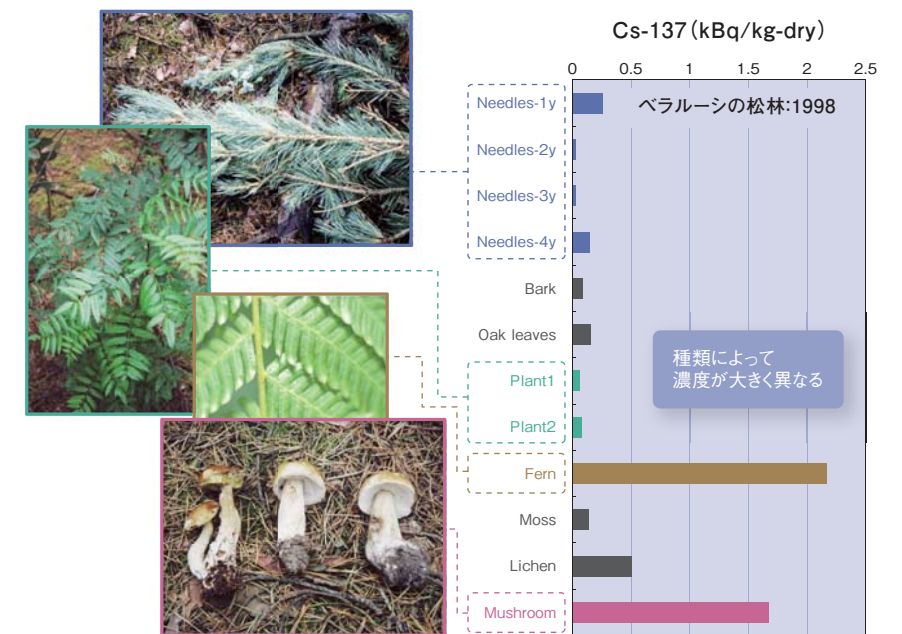 Cs-137（kBq/kg-dry）
0 0.5 1 1.5 2 2.5
ベラルーシの松林：1998
Needles-1y
Needles-2y
Needles-3y
Needles-4y
Bark
Oak leaves
種類によって
濃度が大きく異なる
Plant1
Plant2
Fern
Moss
Lichen
Mushroom